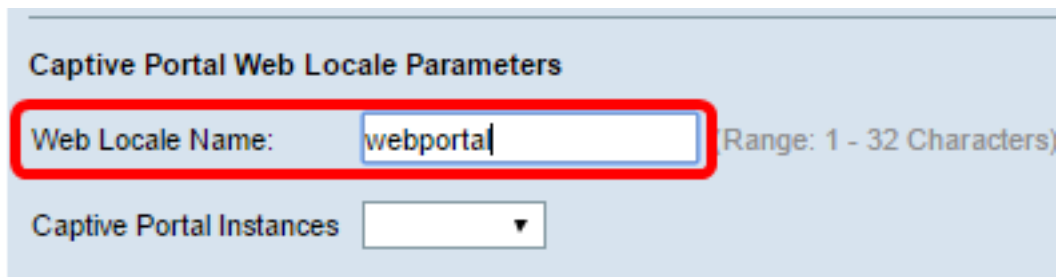 Captive Portal Web Locale Parameters
Web Locale Name: webportal (Range: 1 - 32 Characters)
Captive Portal Instances